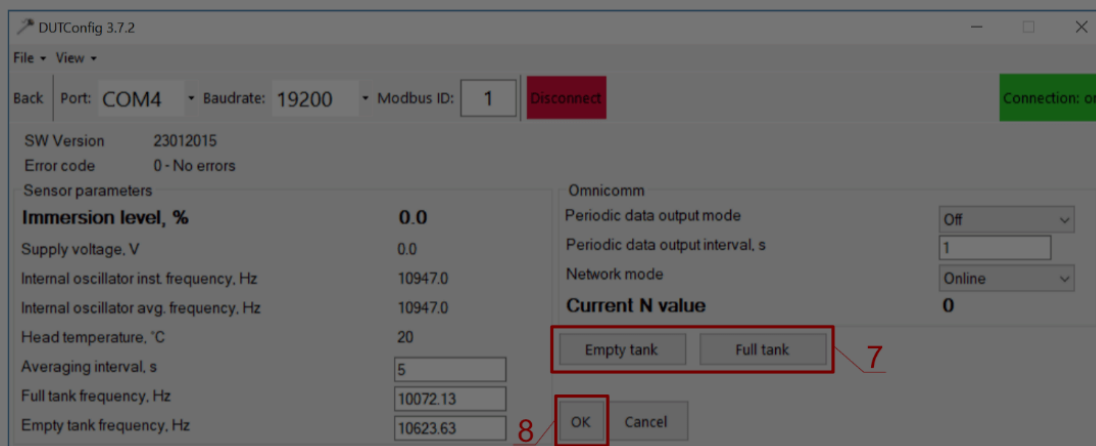 DUTConfig 3.7.2
File View
Back Port: COM4 Baudrate: 19200 Modbus ID: 1 Disconnect Connection:
SW Version 23012015
Error code 0 - No errors
Sensor parameters
Immersion level, % 0.0
Supply voltage, V 0.0
Internal oscillator inst. frequency, Hz 10947.0
Internal oscillator avg. frequency, Hz 10947.0
Head temperature, °C 20
Averaging interval, s 5
Full tank frequency, Hz 10072.13
Empty tank frequency, Hz 10623.63
Omnicomm
Periodic data output mode Off
Periodic data output interval, s 1
Network mode Online
Current N value 0
Empty tank Full tank 7
8 OK Cancel